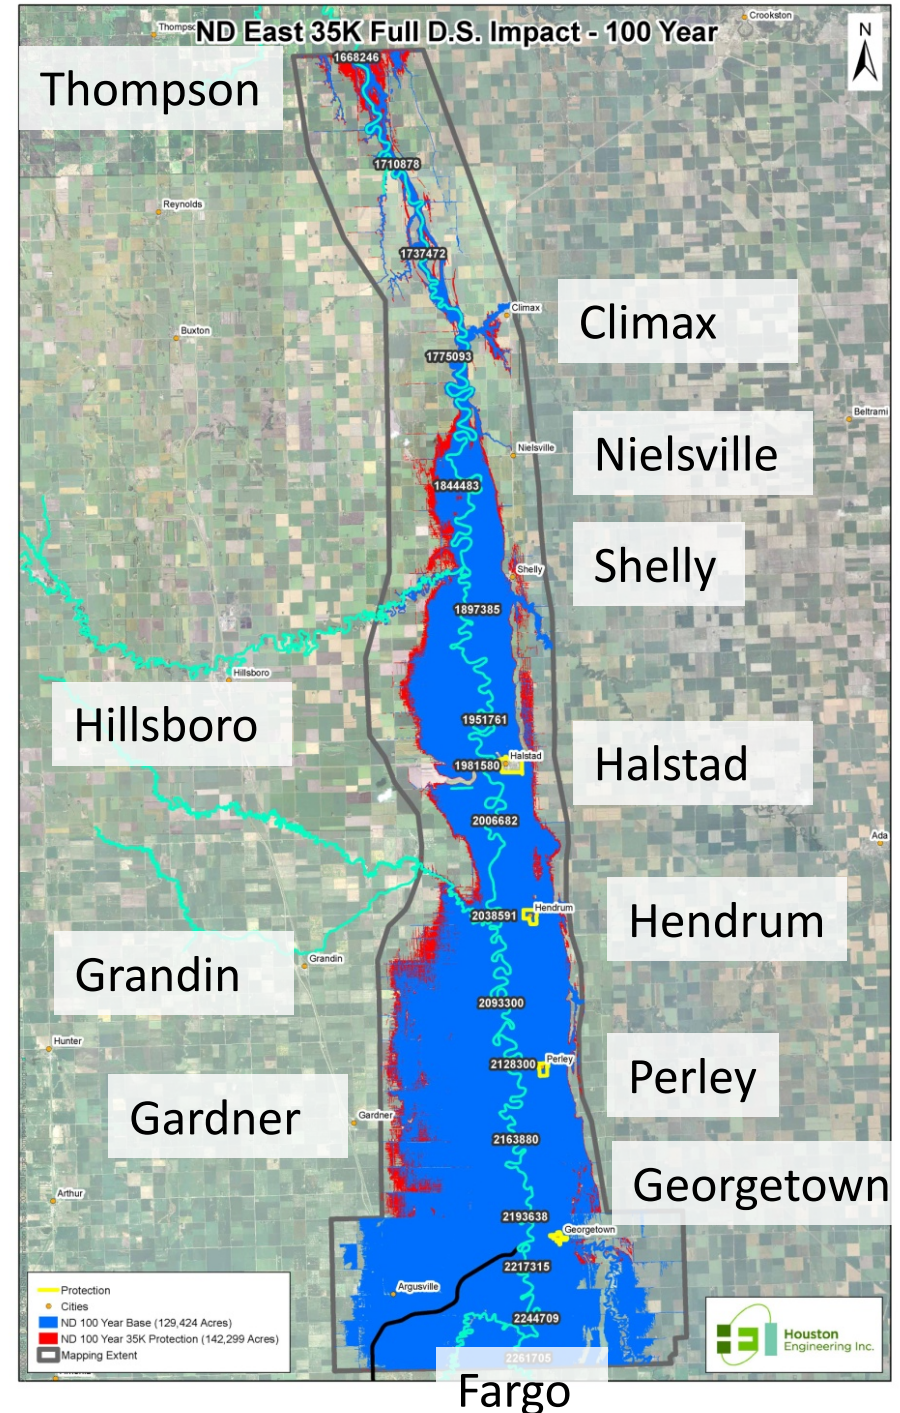 Crookston
Thompsc
ND East 35K Full D.S. Impact - 100 Year
N
1668246
Thompson
1710878
Reynolds
1737472
Climax
Climax
Buxton
1775093
Beltrami
Nielsville
Nielsville
1844483
Shelly
Shelly
1897385
Hillsboro
Hillsboro
1951761
Halstad
1981580
Halstad
2006682
Ada
Hendrum
2038591
Hendrum
Grandin
Grandin
2093300
Hunter
Perley
2128300
Perley
Gardner
Gardner
2163880
Georgetown
Arthur
2193638
Georgetown
2217315
Argusville
Protection
Cities
ND 100 Year Base (129,424 Acres)
ND 100 Year 35K Protection (142,299 Acres)
Mapping Extent
2244709
Houston
Engineering Inc.
2261705
Fargo